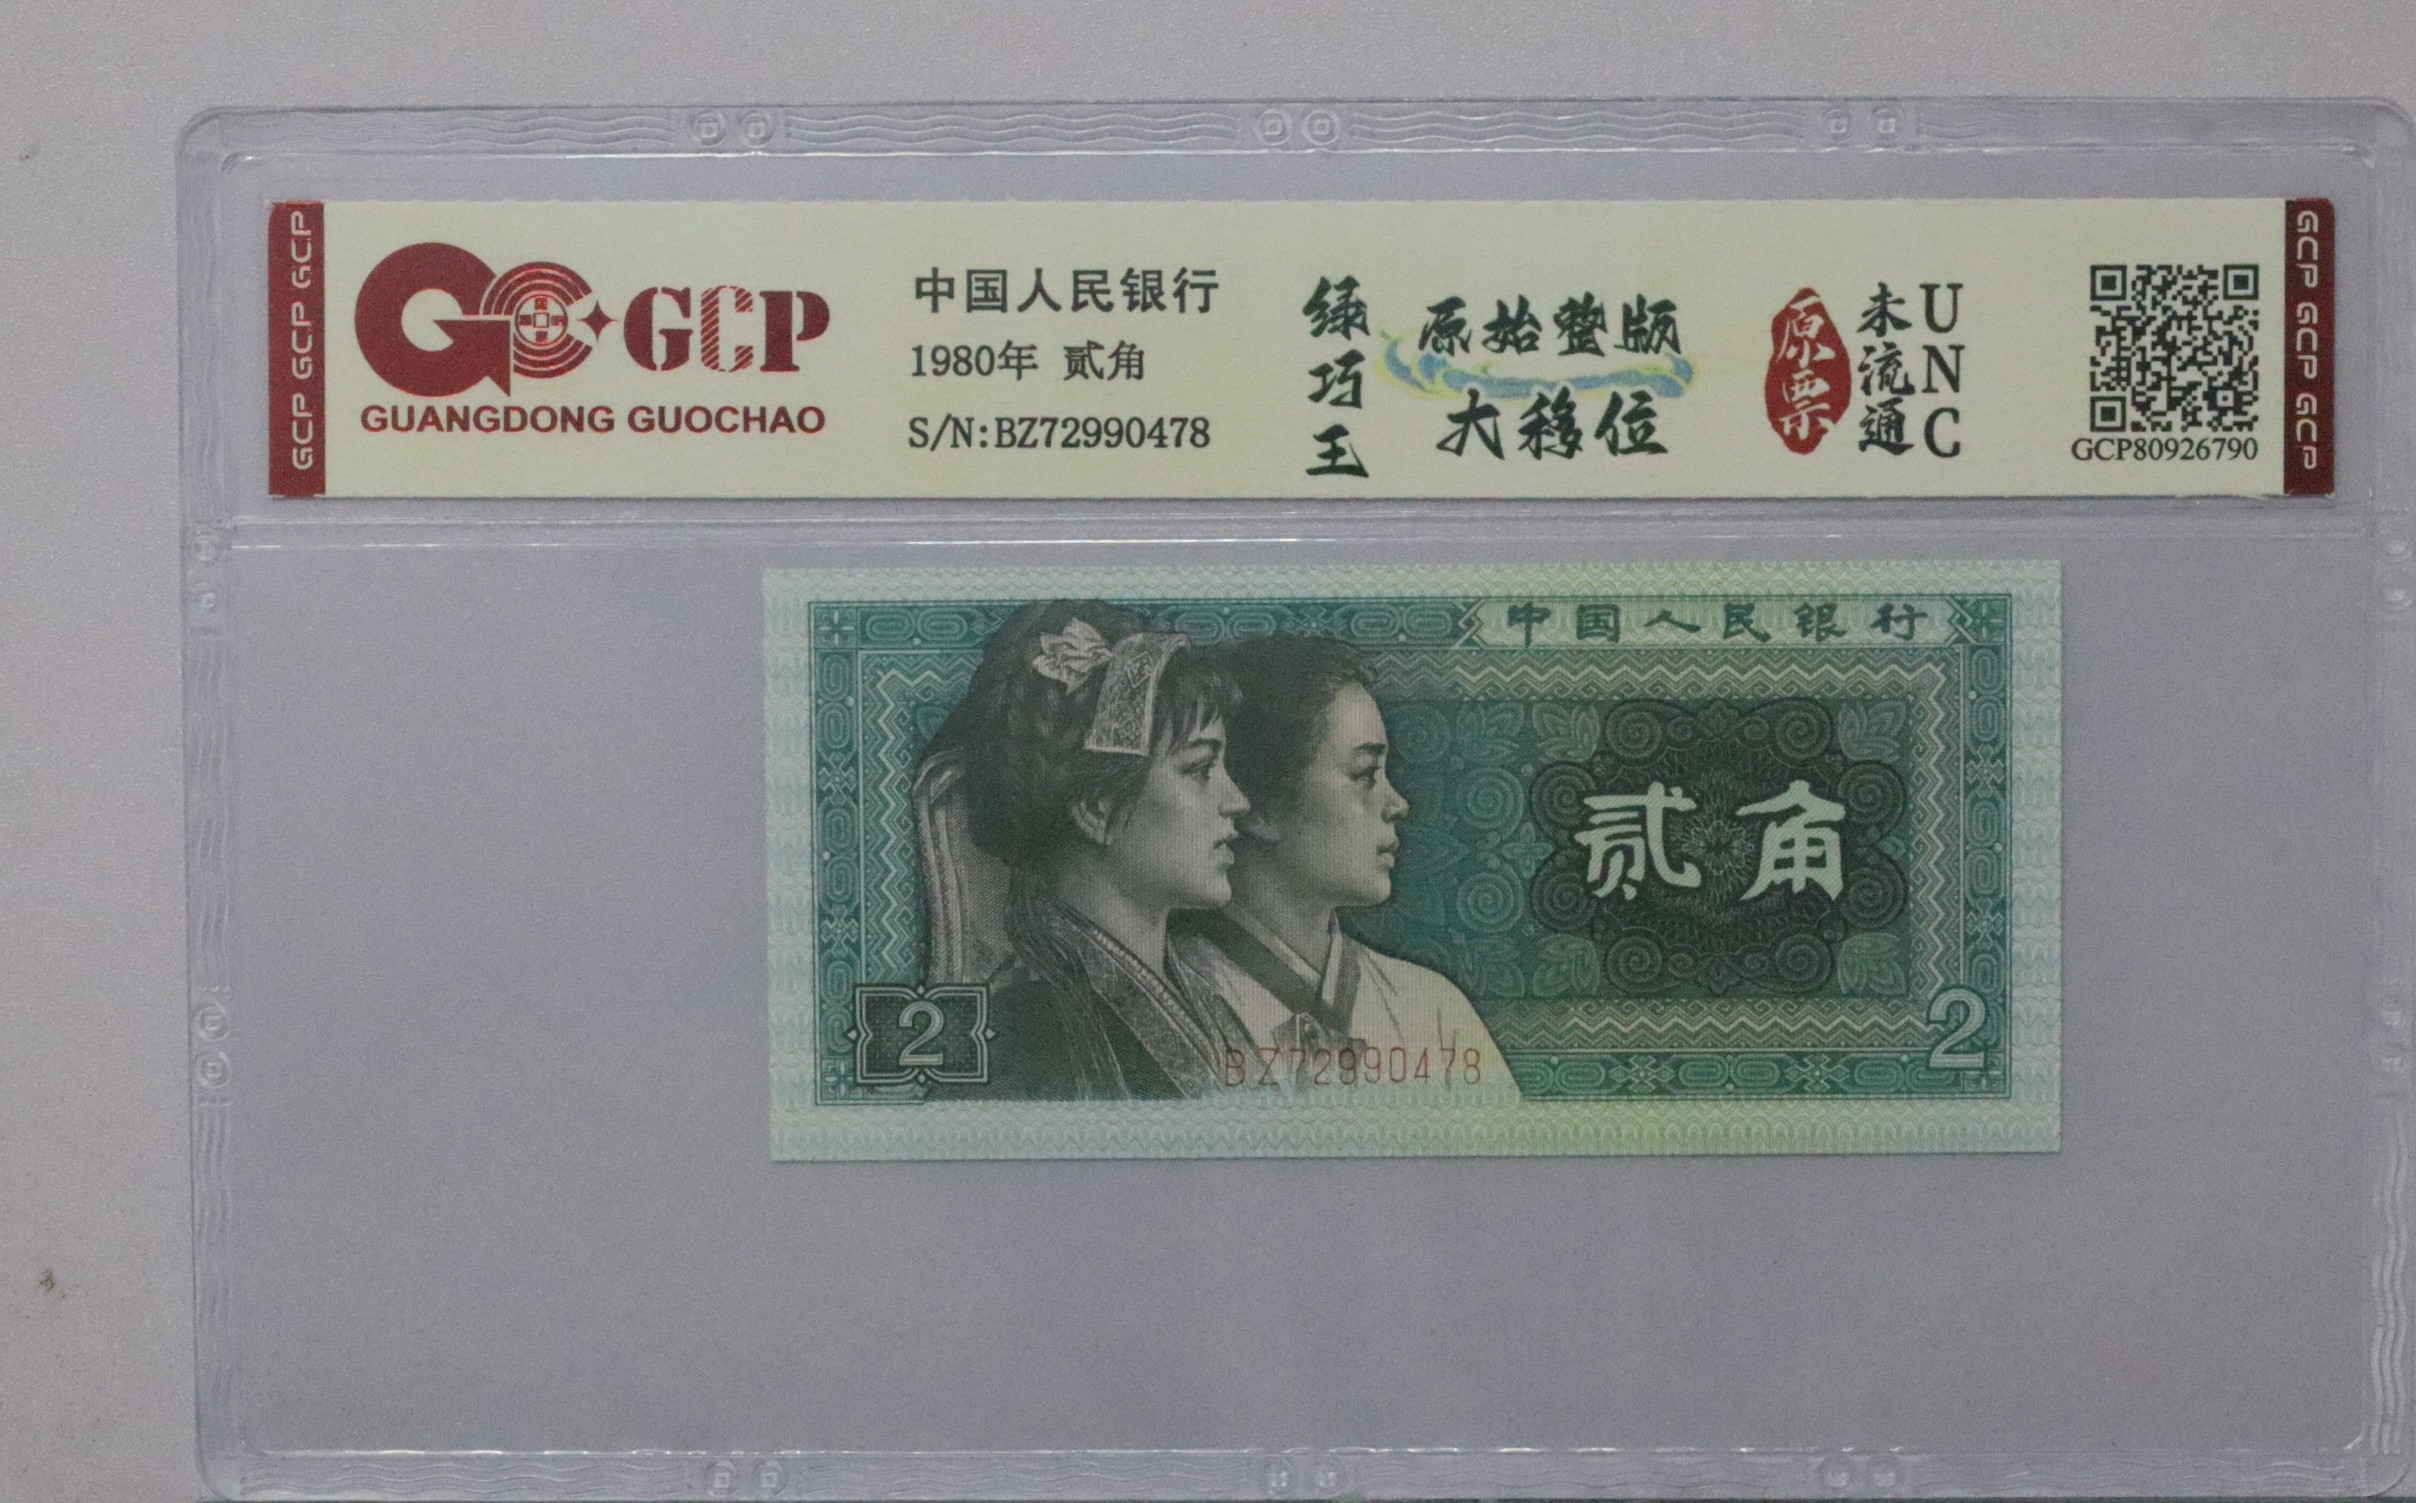 GCP GCP GCP
GCP
GUANGDONG GUOCHAO
中国人民银行
1980年 贰角
S/N:BZ72990478
绿巧王
原始整版
大移位
原票
未流通
UNC
GCP80926790
GCP GCP GCP
中国人民银行
贰角
2
2
BZ72990478